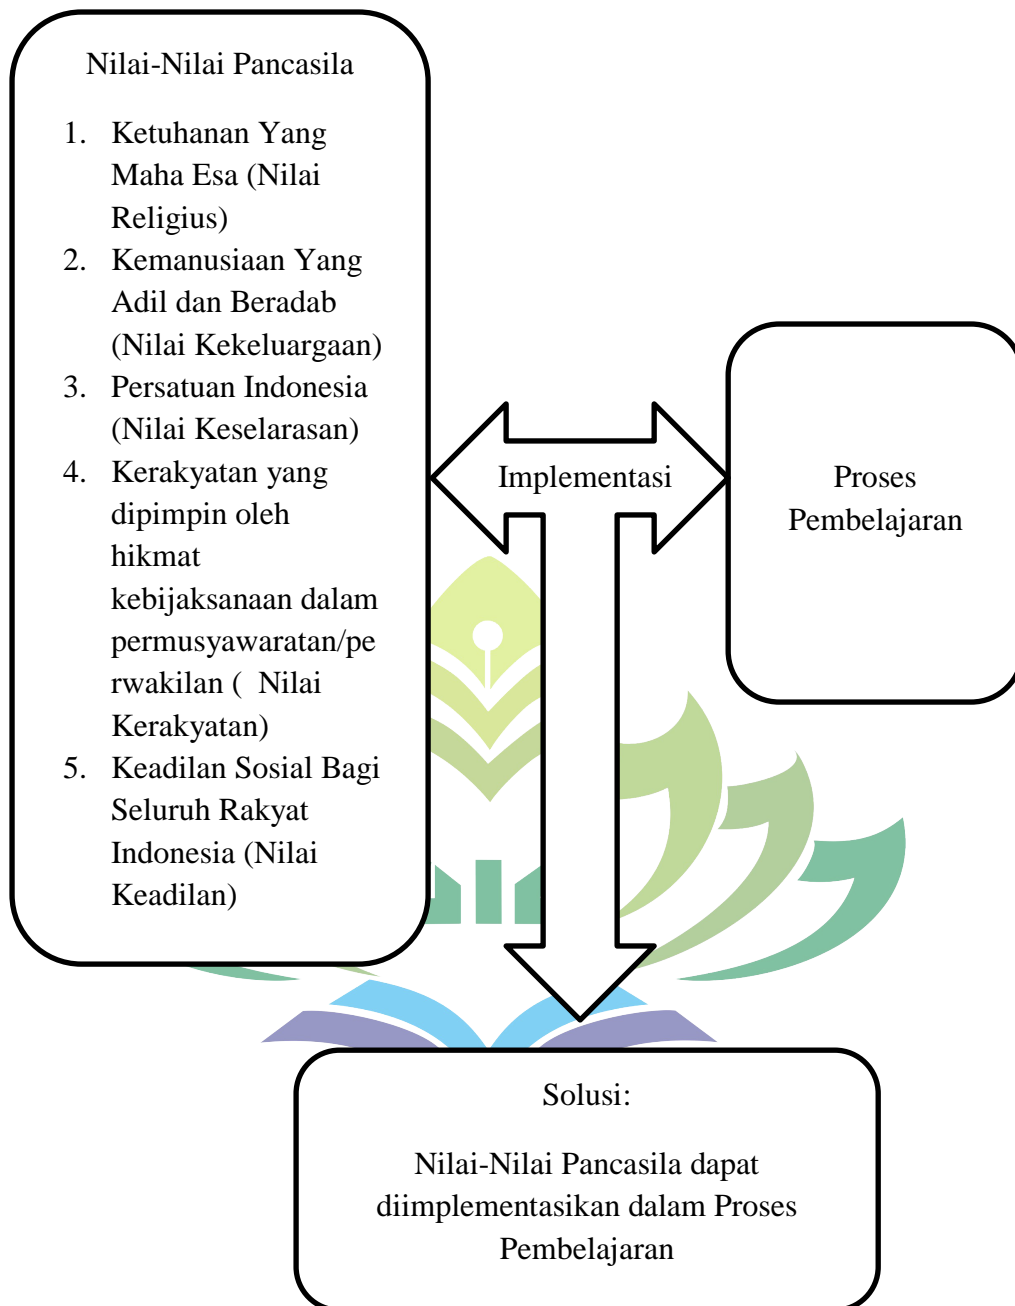 Nilai-Nilai Pancasila
1. Ketuhanan Yang
Maha Esa (Nilai
Religius)
2. Kemanusiaan Yang
Adil dan Beradab
(Nilai Kekeluargaan)
3. Persatuan Indonesia
(Nilai Keselarasan)
4. Kerakyatan yang
dipimpin oleh
hikmat
kebijaksanaan dalam
permusyawaratan/pe
rwakilan ( Nilai
Kerakyatan)
5. Keadilan Sosial Bagi
Seluruh Rakyat
Indonesia (Nilai
Keadilan)
Implementasi
Proses
Pembelajaran
Solusi:
Nilai-Nilai Pancasila dapat
diimplementasikan dalam Proses
Pembelajaran